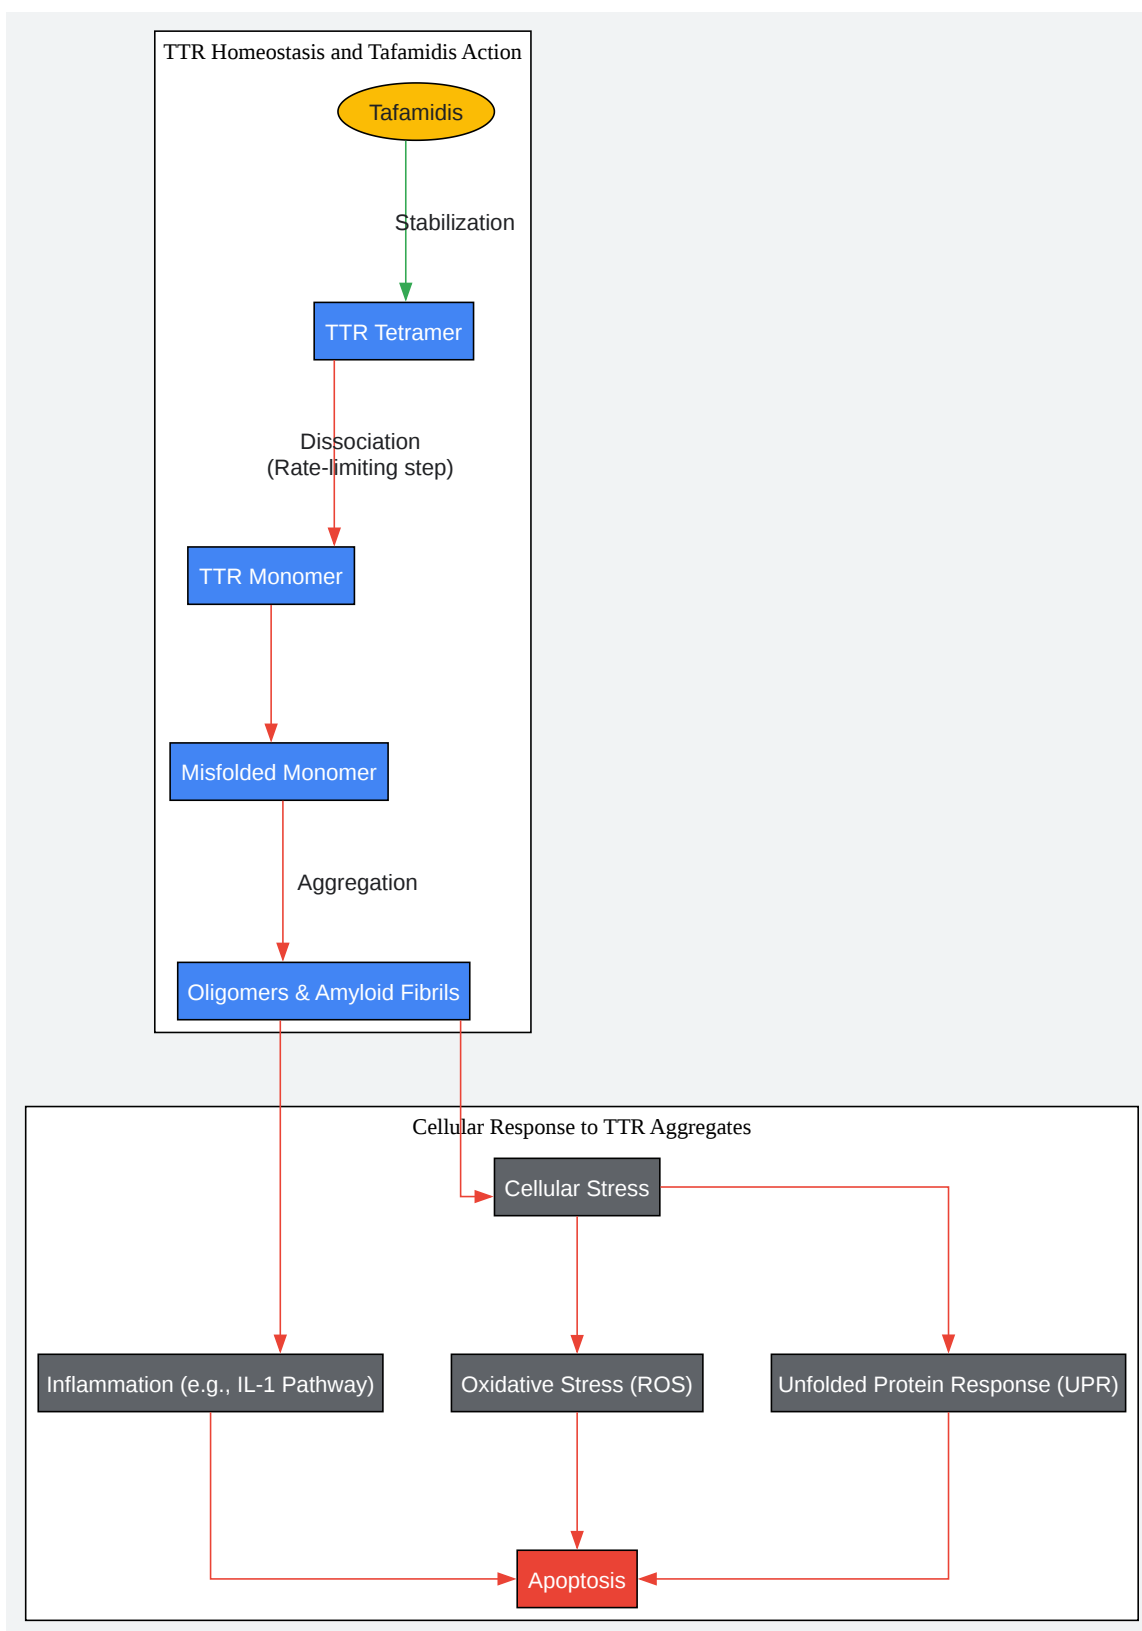 TTR Homeostasis and Tafamidis Action
Tafamidis
Stabilization
TTR Tetramer
Dissociation
(Rate-limiting step)
TTR Monomer
Misfolded Monomer
Aggregation
Oligomers & Amyloid Fibrils
Cellular Response to TTR Aggregates
Cellular Stress
Inflammation (e.g., IL-1 Pathway)
Oxidative Stress (ROS)
Unfolded Protein Response (UPR)
Apoptosis